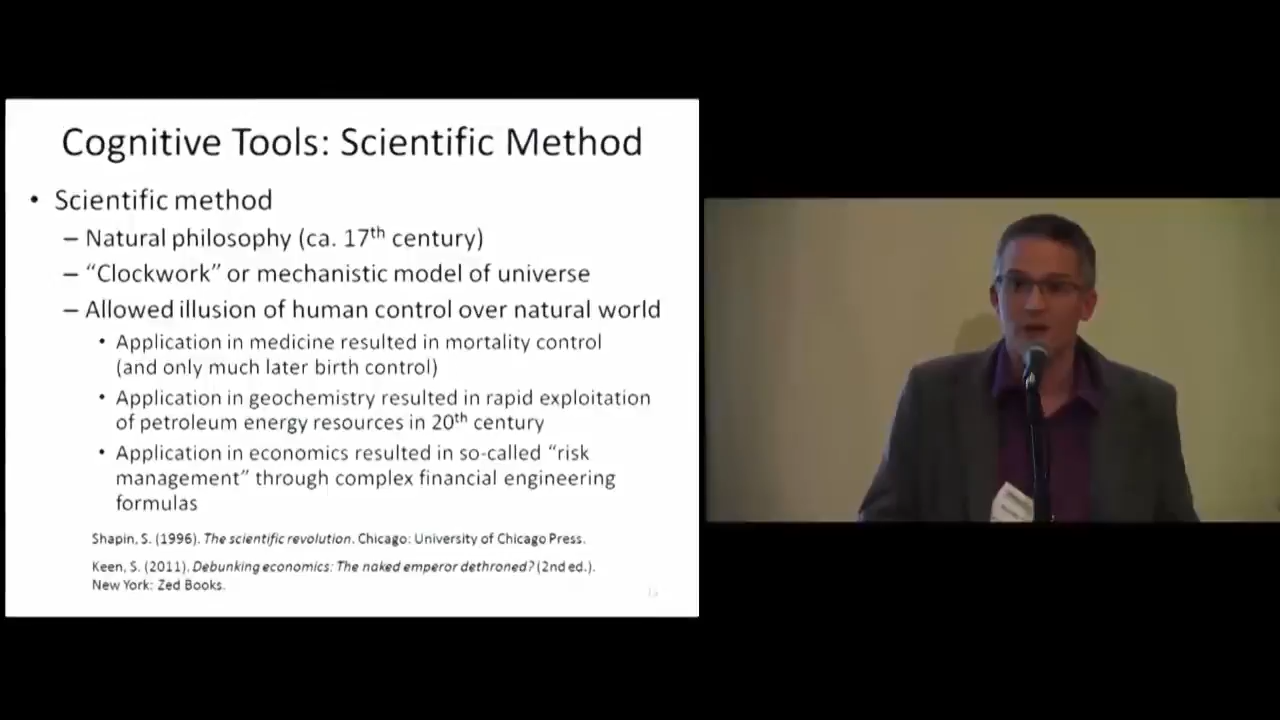 Cognitive Tools: Scientific Method
• Scientific method
– Natural philosophy (ca. 17th century)
– “Clockwork” or mechanistic model of universe
– Allowed illusion of human control over natural world
• Application in medicine resulted in mortality control
(and only much later birth control)
• Application in geochemistry resulted in rapid exploitation
of petroleum energy resources in 20th century
• Application in economics resulted in so-called “risk
management” through complex financial engineering
formulas
Shapin, S. (1996). The scientific revolution. Chicago: University of Chicago Press.
Keen, S. (2011). Debunking economics: The naked emperor dethroned? (2nd ed.).
New York: Zed Books.